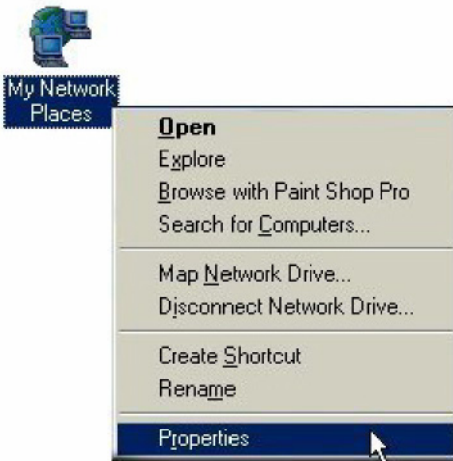 My Network
Places
Open
Explore
Browse with Paint Shop Pro
Search for Computers...
Map Network Drive...
Disconnect Network Drive...
Create Shortcut
Rename
Properties